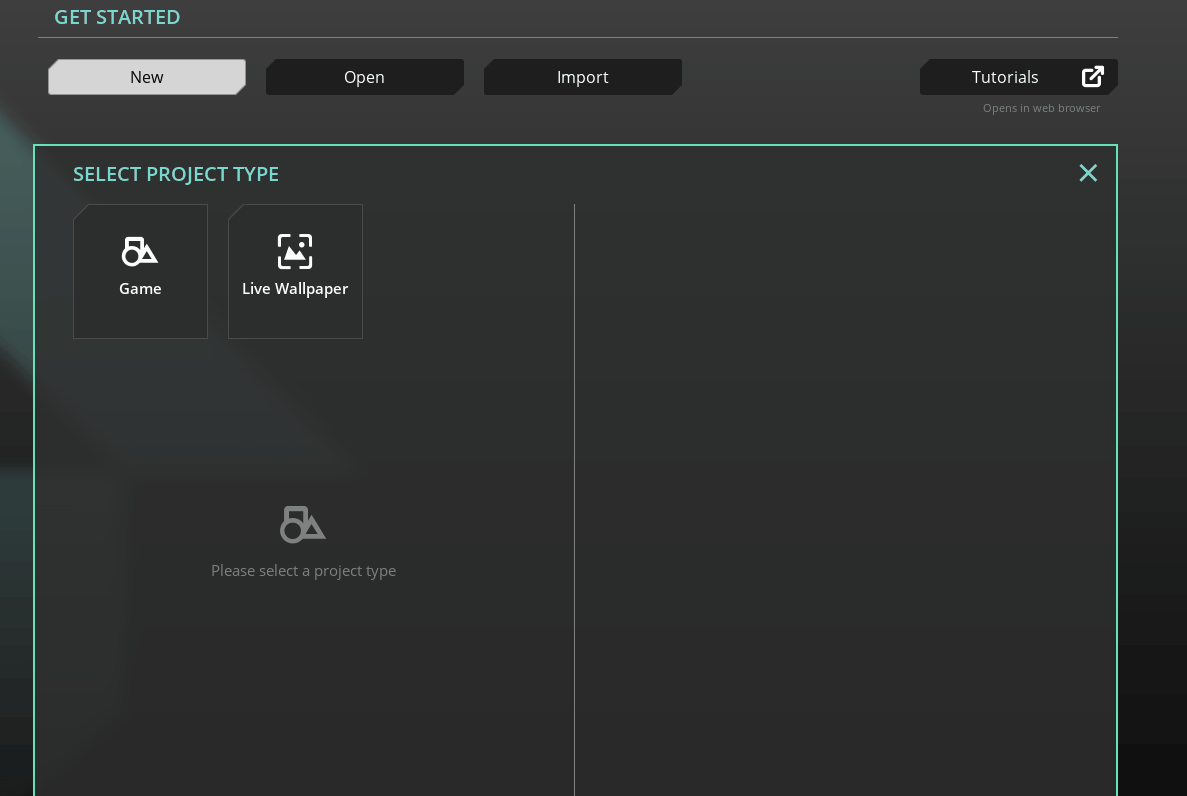 GET STARTED
New
Open
Import
Tutorials
Opens in web browser
SELECT PROJECT TYPE
Game
Live Wallpaper
Please select a project type